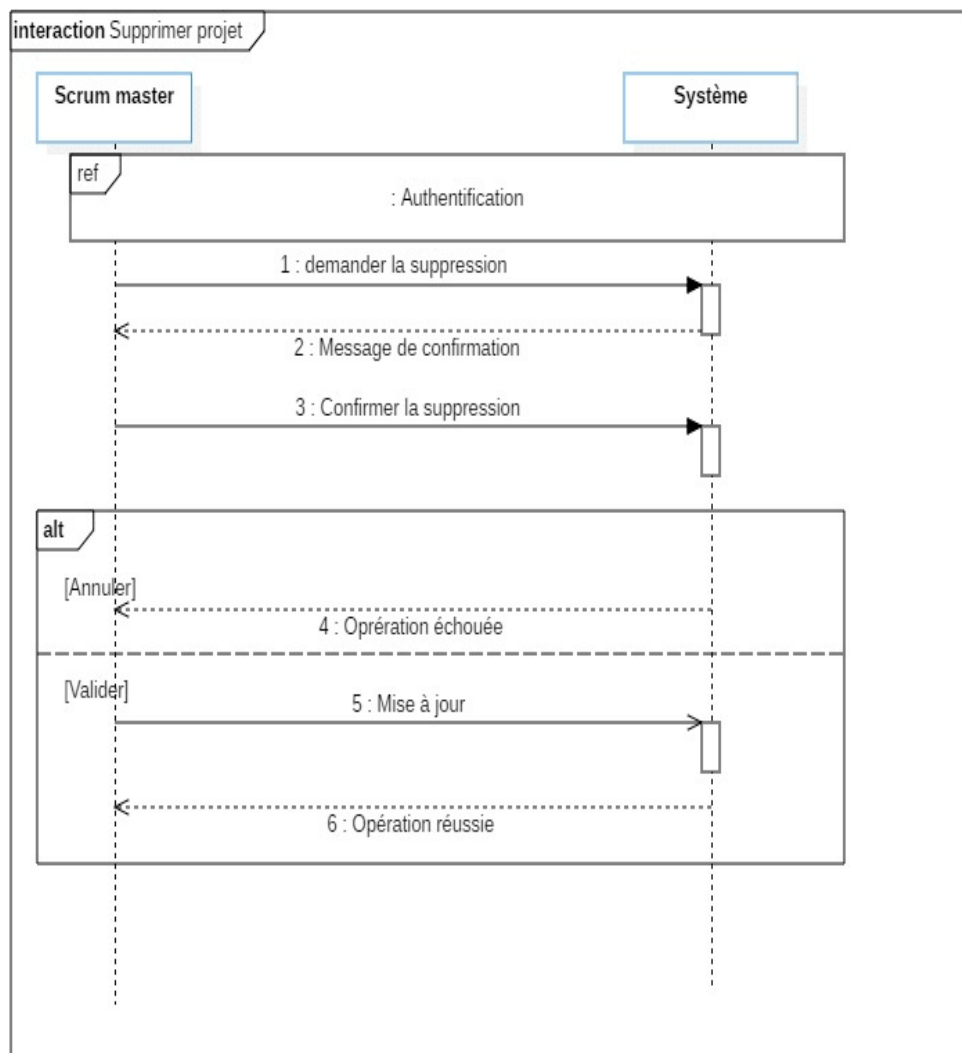 interaction Supprimer projet
Scrum master
Système
ref
: Authentification
1 : demander la suppression
2 : Message de confirmation
3 : Confirmer la suppression
alt
[Annuler]
4 : Oprération échouée
[Valider]
5 : Mise à jour
6 : Opération réussie